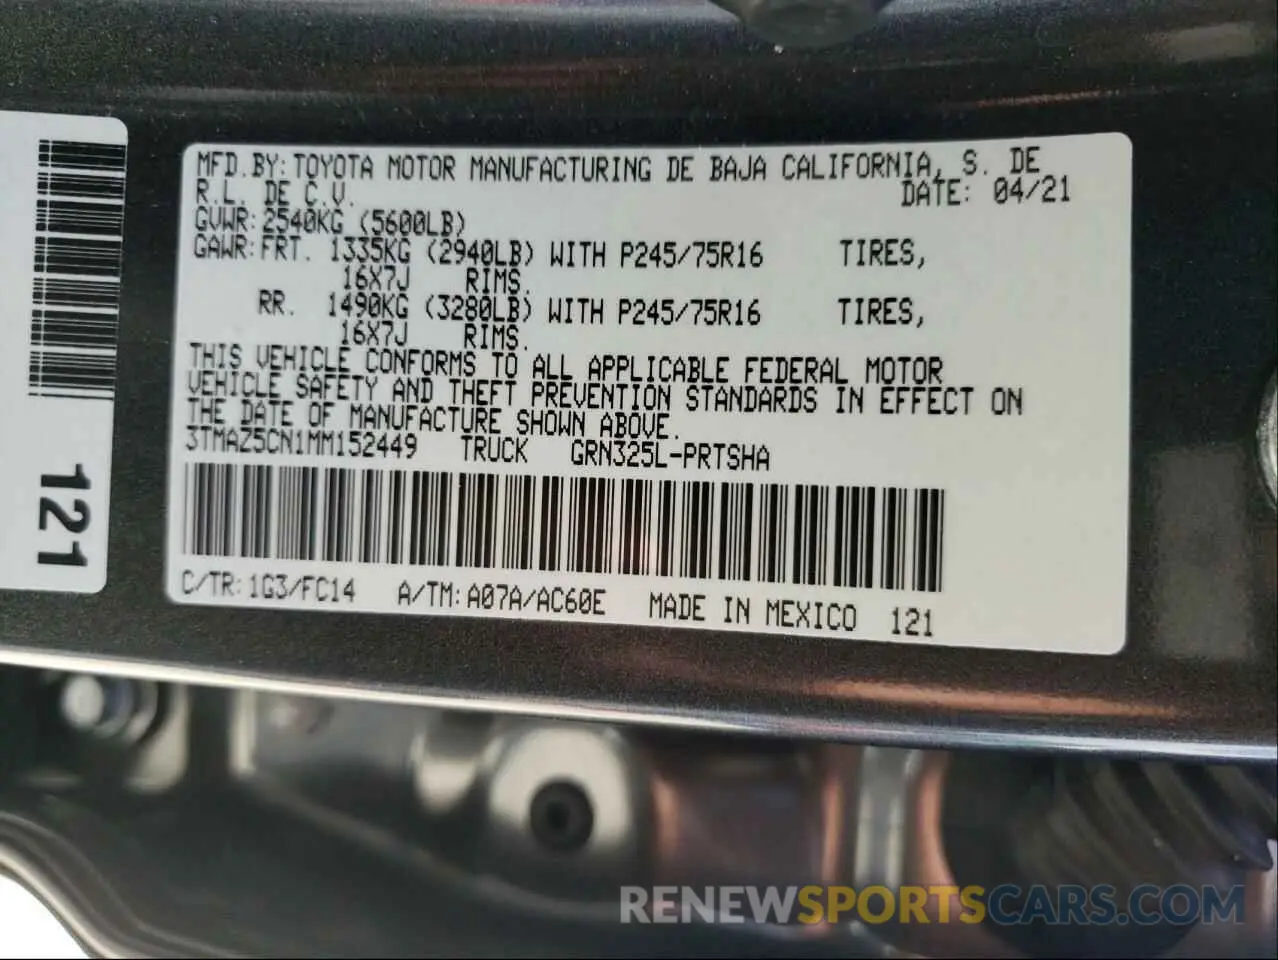 MFD.BY:TOYOTA MOTOR MANUFACTURING DE BAJA CALIFORNIA, S. DE
R.L. DE C.V. DATE: 04/21
GVWR:2540KG (5600LB)
GAWR:FRT. 1335KG (2940LB) WITH P245/75R16 TIRES,
16X7J RIMS.
RR. 1490KG (3280LB) WITH P245/75R16 TIRES,
16X7J RIMS.
THIS VEHICLE CONFORMS TO ALL APPLICABLE FEDERAL MOTOR
VEHICLE SAFETY AND THEFT PREVENTION STANDARDS IN EFFECT ON
THE DATE OF MANUFACTURE SHOWN ABOVE.
3TMAZ5CN1MM152449 TRUCK GRN325L-PRTSHA
C/TR:1G3/FC14 A/TM:A07A/AC60E MADE IN MEXICO 121
121
RENEWSPORTSCARS.COM